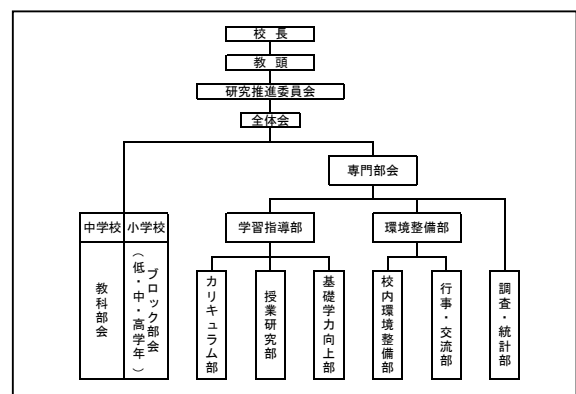 校 長
教 頭
研究推進委員会
全体会
専門部会
中学校
小学校
学習指導部
環境整備部
教科部会
ブロック部会
（低・中・高学年）
カリキュラム部
授業研究部
基礎学力向上部
校内環境整備部
行事・交流部
調査・統計部